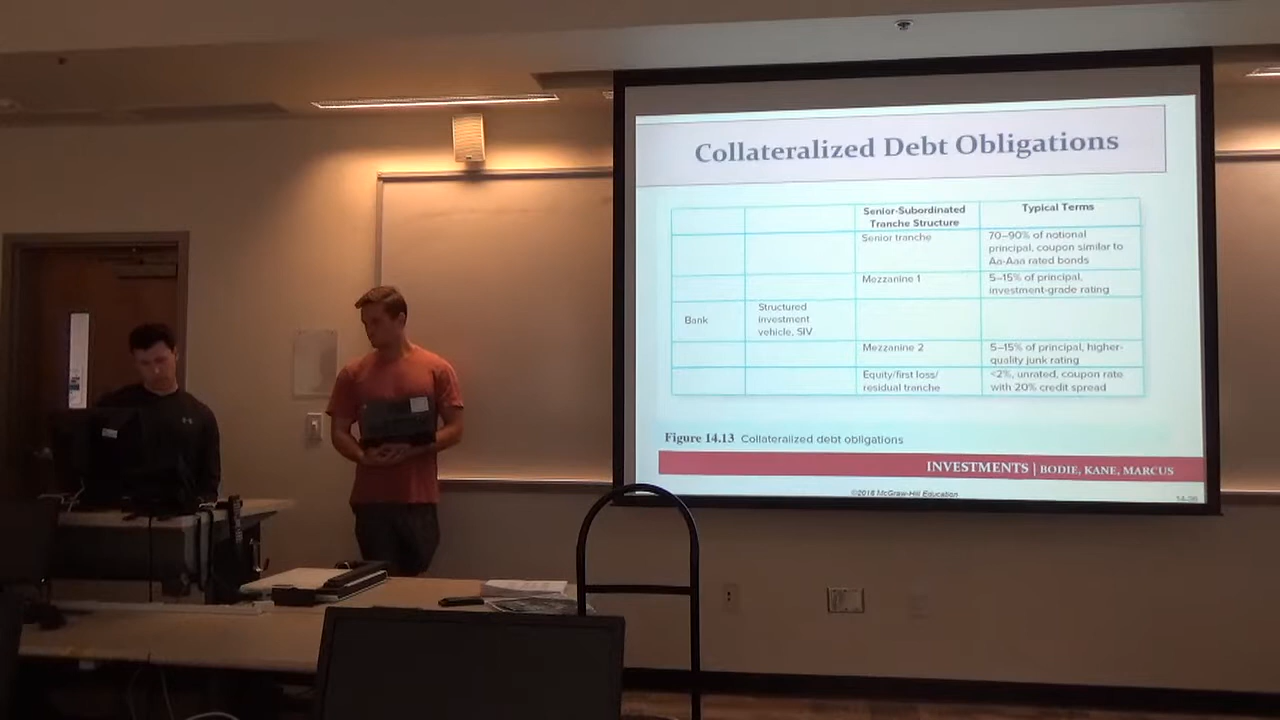 Collateralized Debt Obligations
Senior-Subordinated
Tranche Structure
Typical Terms
Senior tranche
70–90% of notional
principal, coupon similar to
Aa-Aaa rated bonds
Mezzanine 1
5–15% of principal,
investment-grade rating
Bank
Structured
investment
vehicle, SIV
Mezzanine 2
5–15% of principal, higher-
quality junk rating
Equity/first loss/
residual tranche
<2%, unrated, coupon rate
with 20% credit spread
Figure 14.13 Collateralized debt obligations
INVESTMENTS | BODIE, KANE, MARCUS
©2018 McGraw-Hill Education